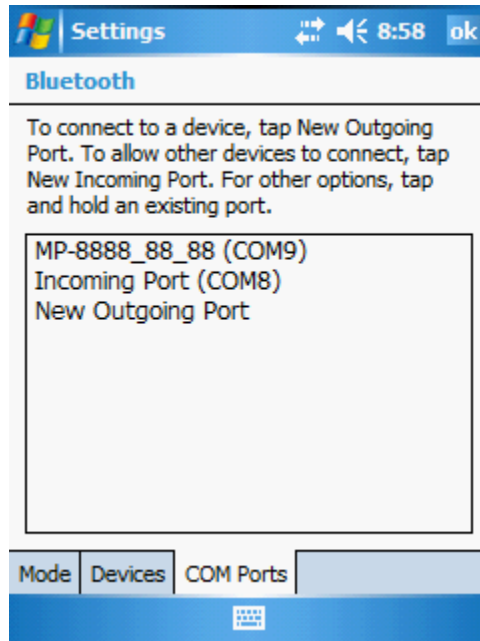 Settings 8:58 ok
Bluetooth
To connect to a device, tap New Outgoing
Port. To allow other devices to connect, tap
New Incoming Port. For other options, tap
and hold an existing port.
MP-8888_88_88 (COM9)
Incoming Port (COM8)
New Outgoing Port
Mode Devices COM Ports